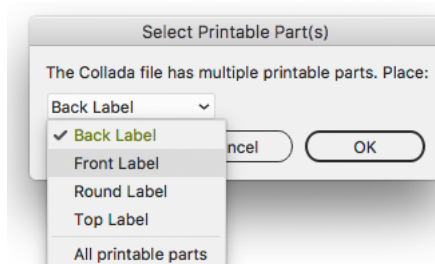 Select Printable Part(s)
The Collada file has multiple printable parts. Place:
Back Label
Back Label
ncel OK
Front Label
Round Label
Top Label
All printable parts